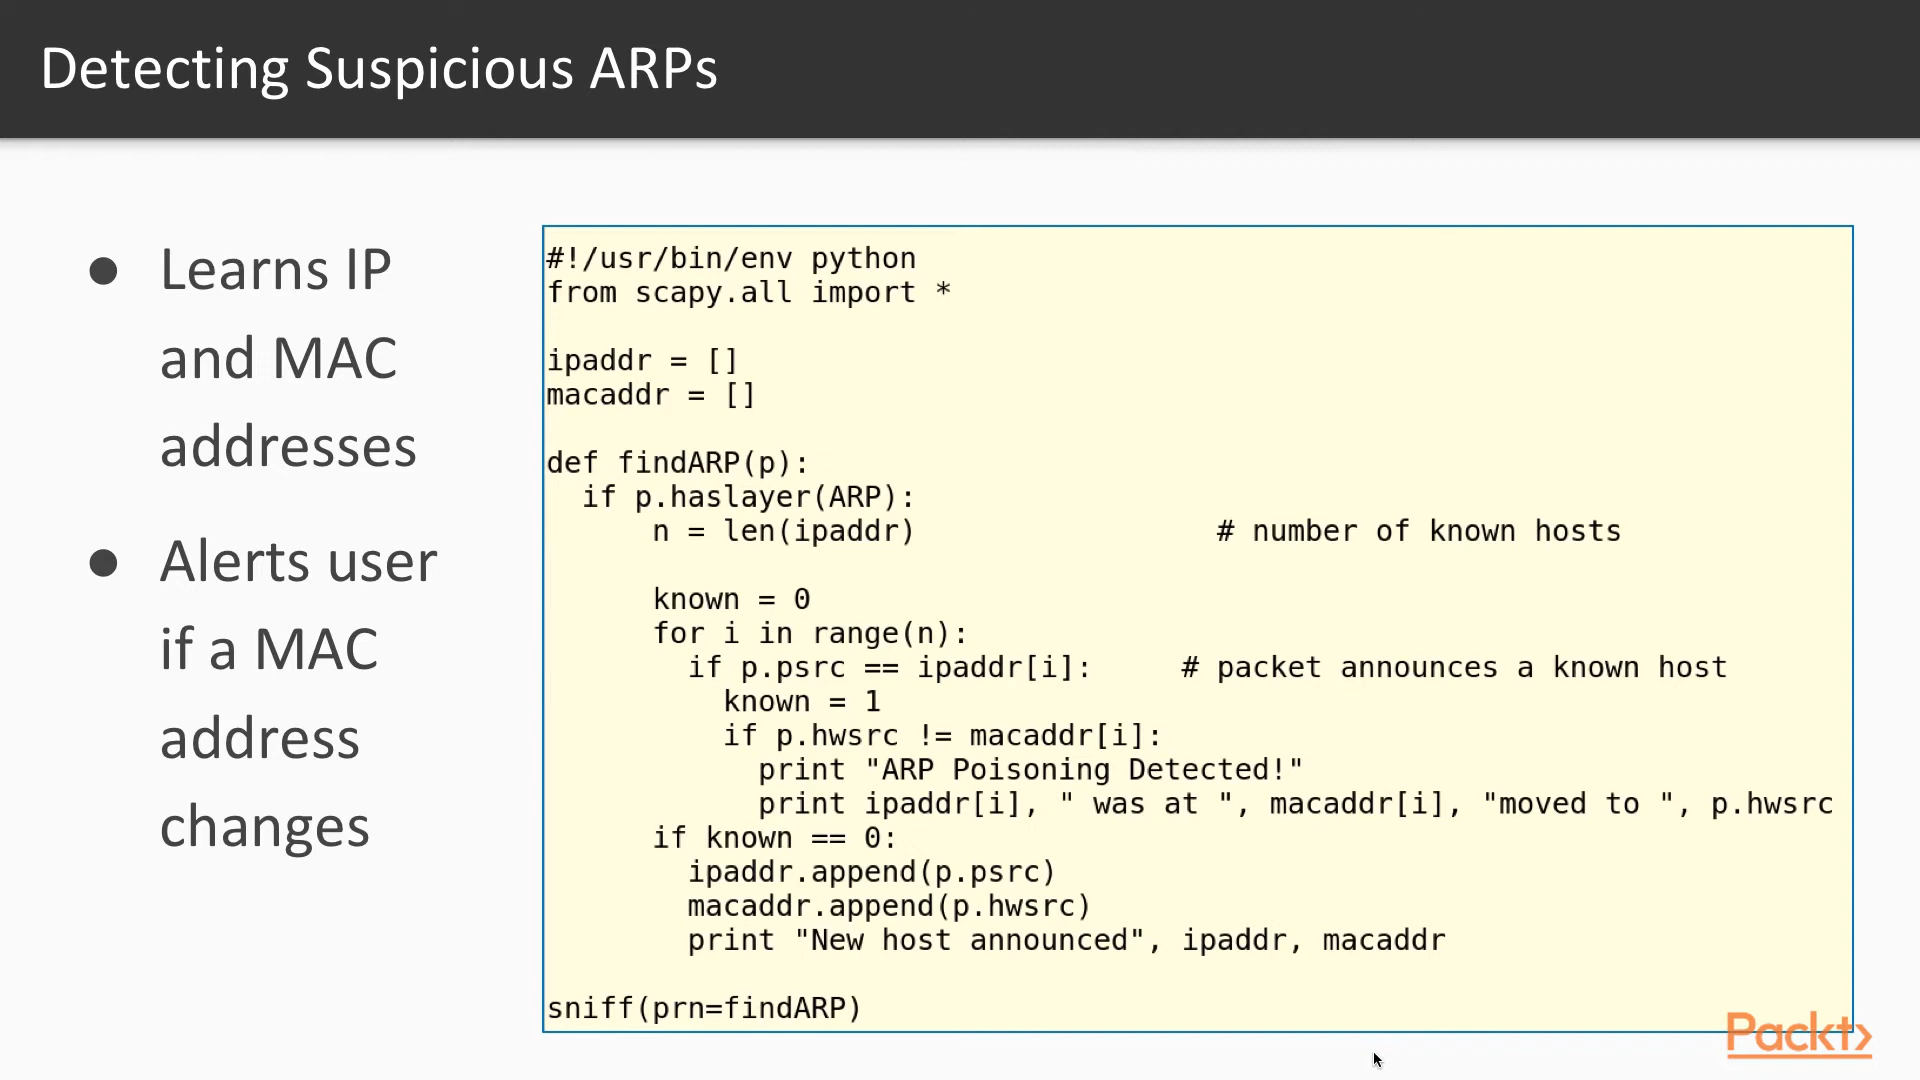 Detecting Suspicious ARPs
● Learns IP
and MAC
addresses
● Alerts user
if a MAC
address
changes
#!/usr/bin/env python
from scapy.all import *

ipaddr = []
macaddr = []

def findARP(p):
  if p.haslayer(ARP):
      n = len(ipaddr)                 # number of known hosts

      known = 0
      for i in range(n):
        if p.psrc == ipaddr[i]:     # packet announces a known host
          known = 1
          if p.hwsrc != macaddr[i]:
            print "ARP Poisoning Detected!"
            print ipaddr[i], " was at ", macaddr[i], "moved to ", p.hwsrc
      if known == 0:
        ipaddr.append(p.psrc)
        macaddr.append(p.hwsrc)
        print "New host announced", ipaddr, macaddr

sniff(prn=findARP)
Packt